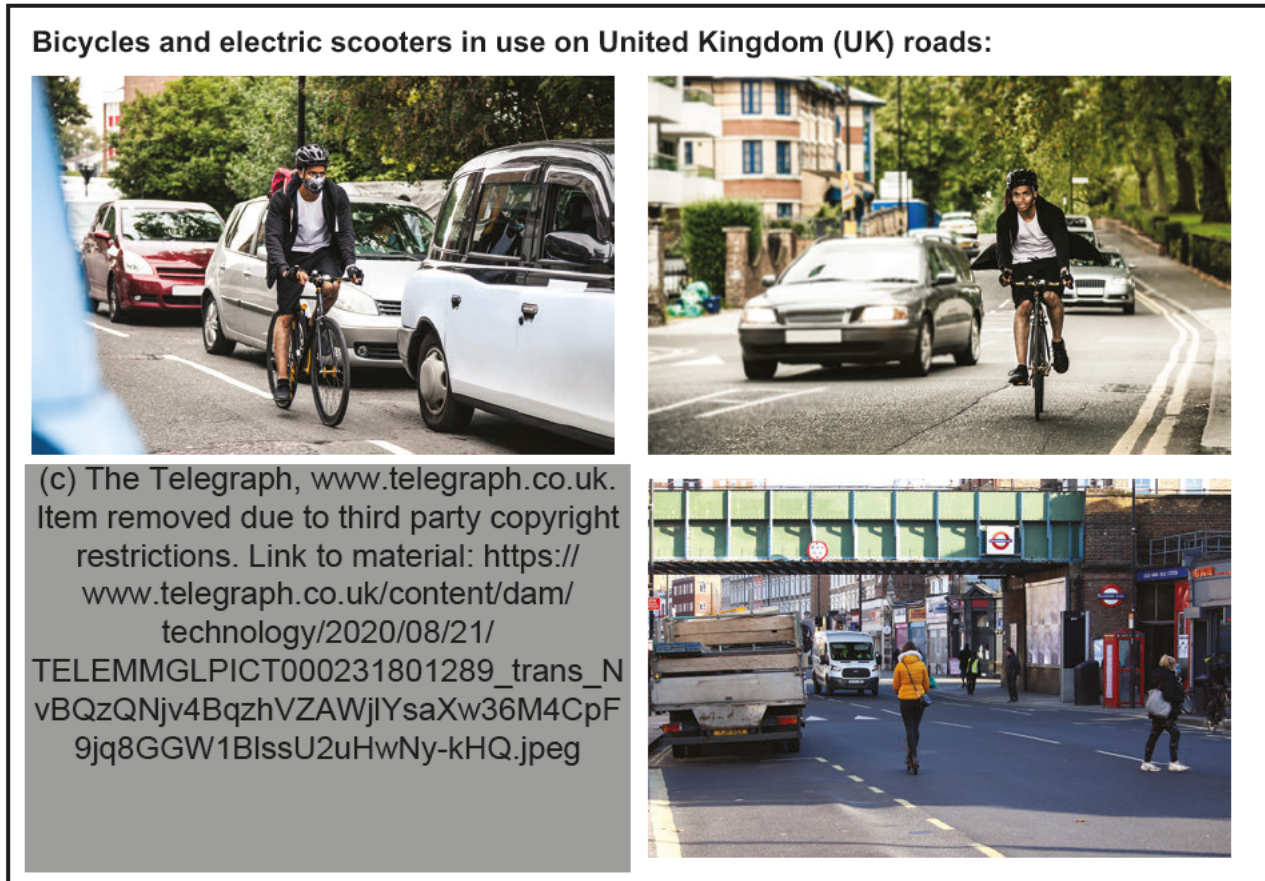 Bicycles and electric scooters in use on United Kingdom (UK) roads:
(c) The Telegraph, www.telegraph.co.uk.
Item removed due to third party copyright
restrictions. Link to material: https://
www.telegraph.co.uk/content/dam/
technology/2020/08/21/
TELEMMGLPICT000231801289_trans_N
vBQzQNjv4BqzhVZAWjlYsaXw36M4CpF
9jq8GGW1BlssU2uHwNy-kHQ.jpeg